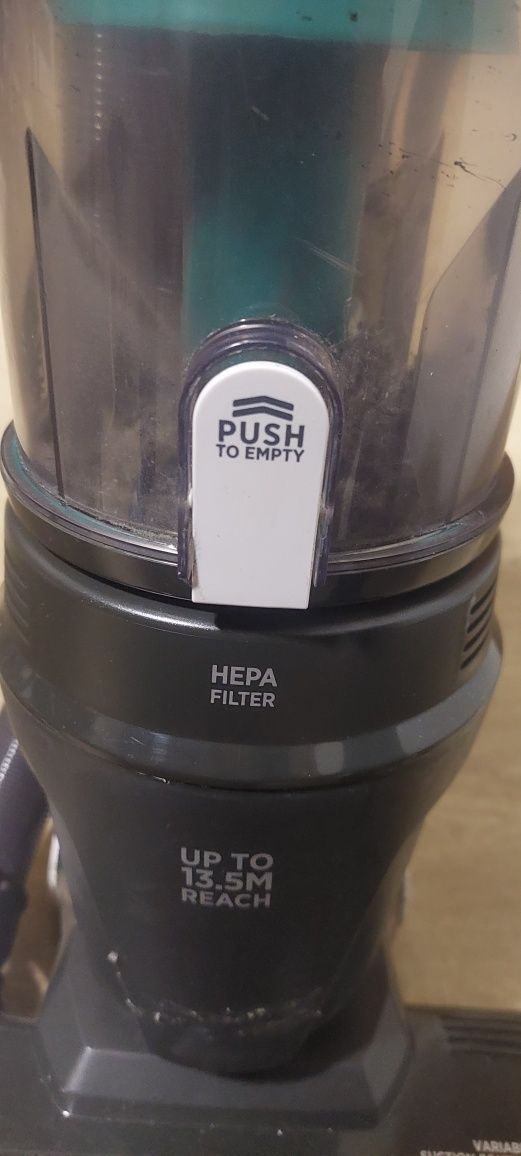 PUSH
TO EMPTY
HEPA
FILTER
UP TO
13.5M
REACH